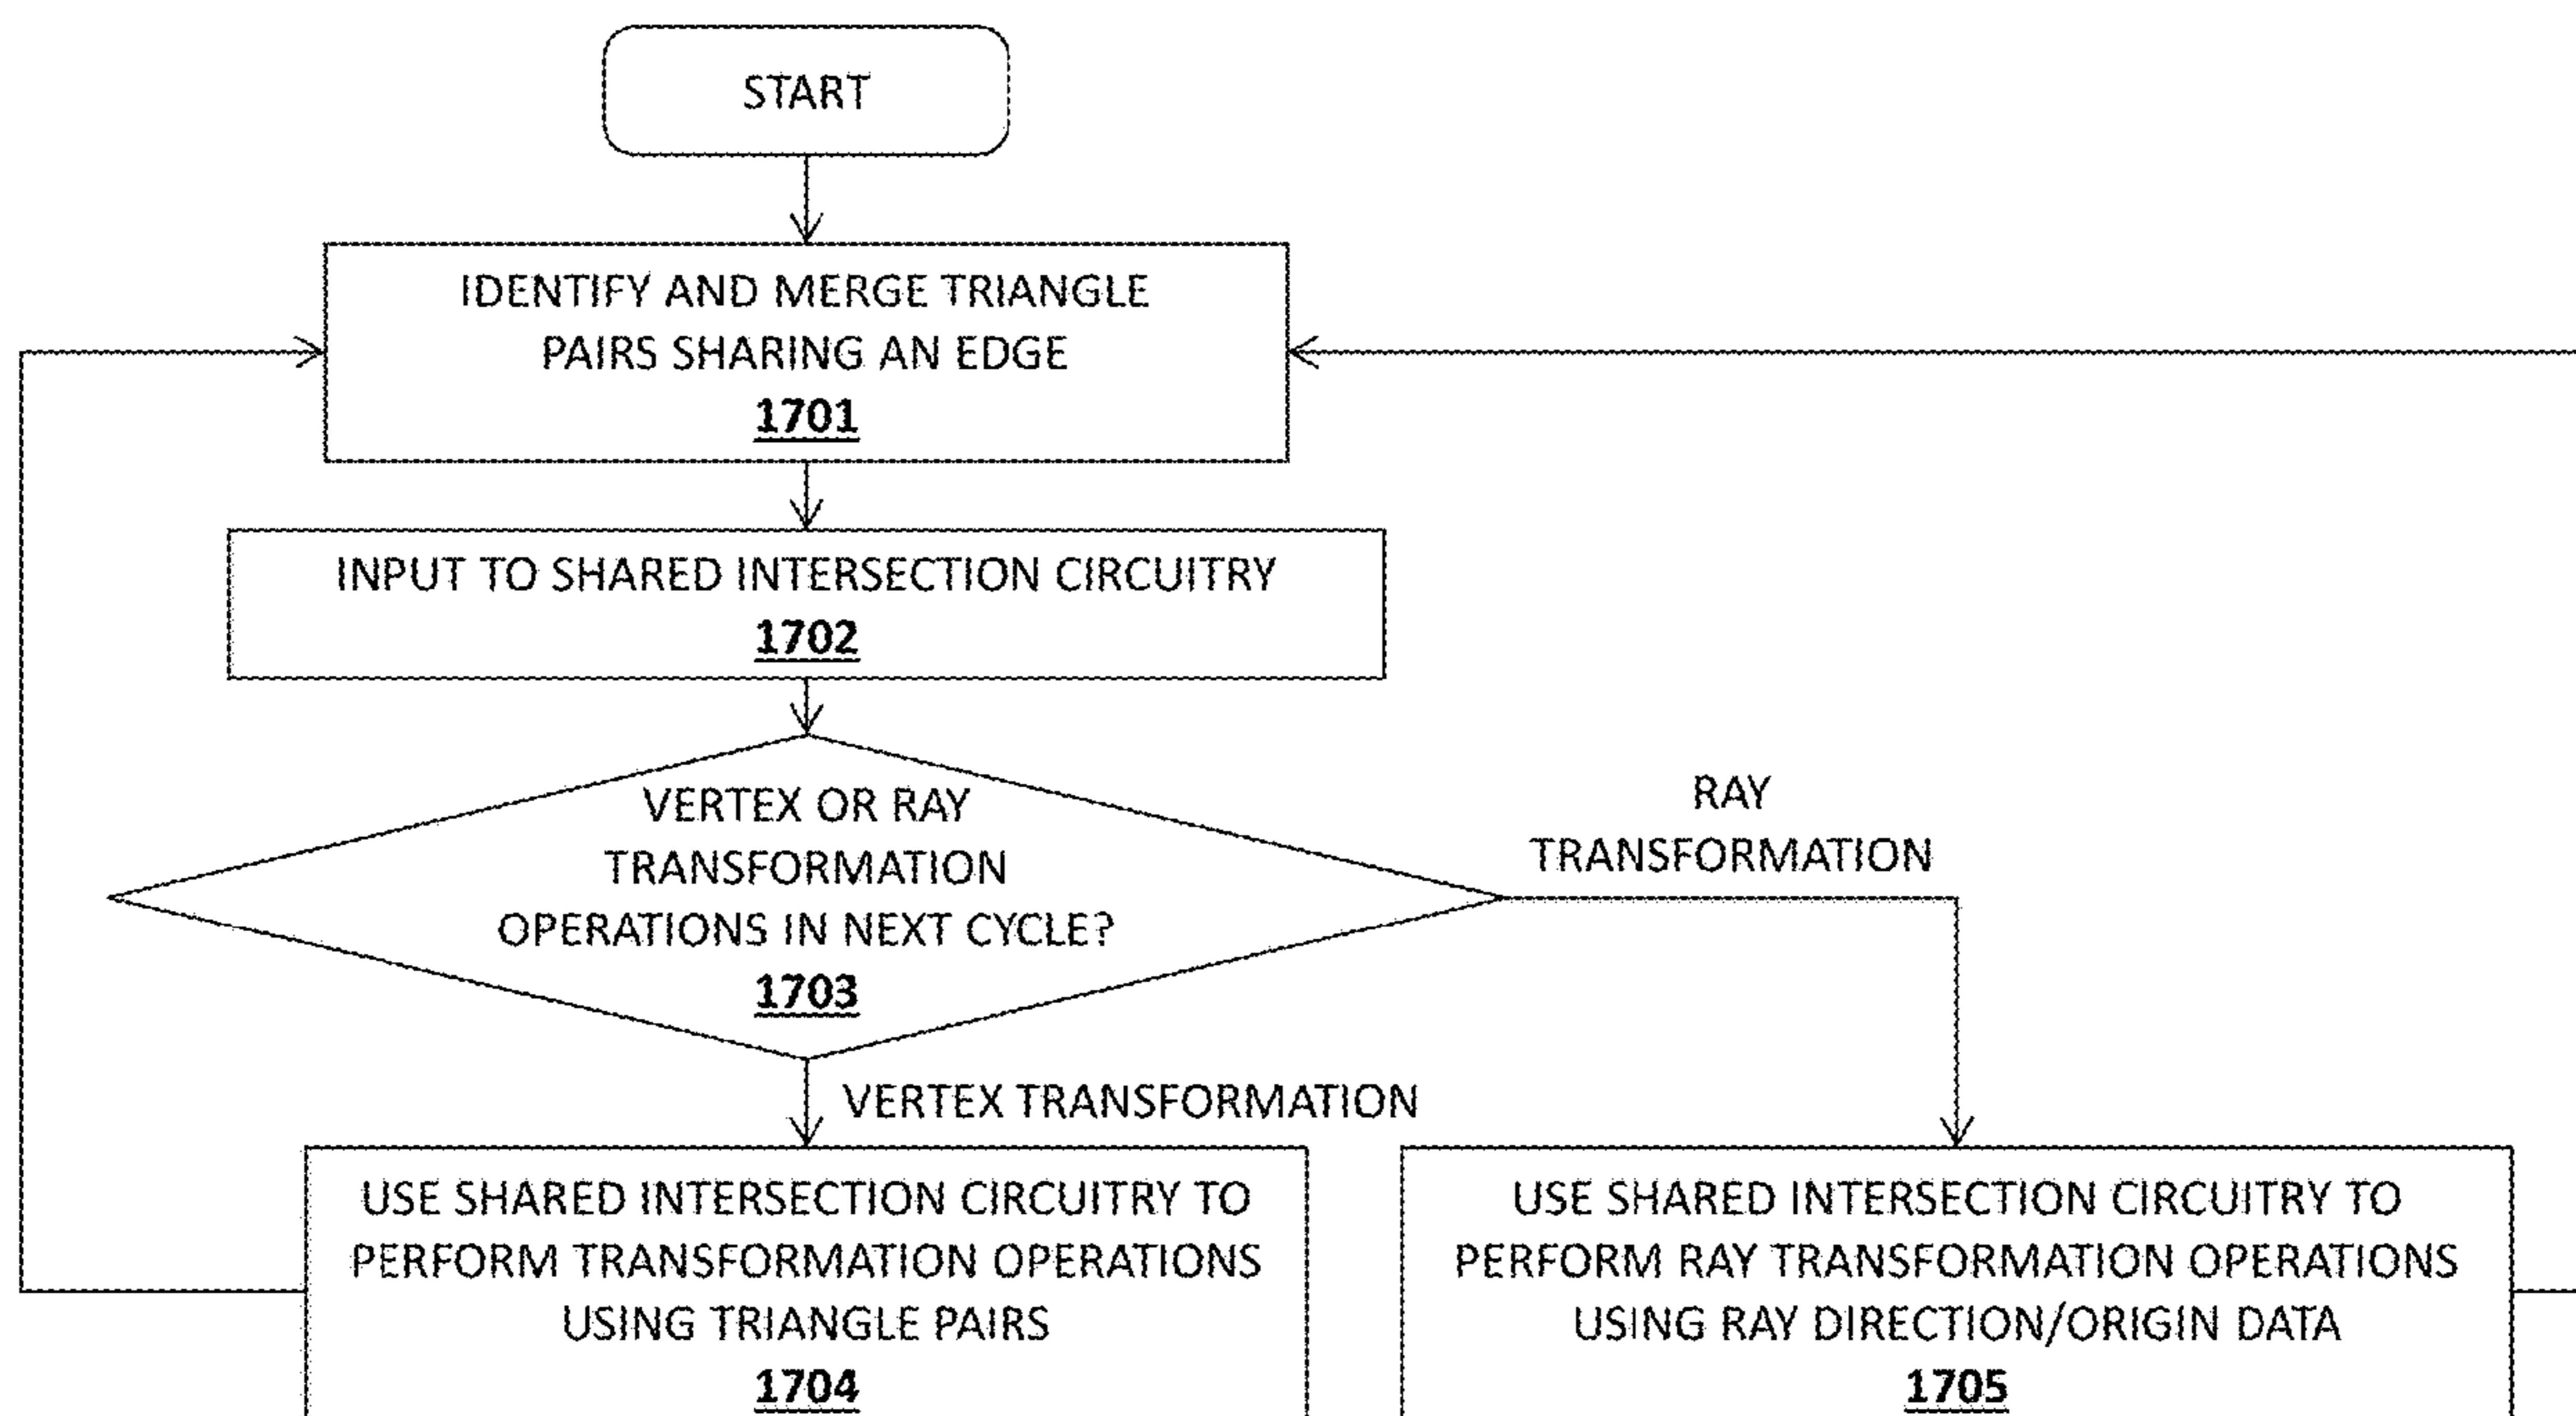 START
IDENTIFY AND MERGE TRIANGLE
PAIRS SHARING AN EDGE
1701
INPUT TO SHARED INTERSECTION CIRCUITRY
1702
VERTEX OR RAY
TRANSFORMATION
OPERATIONS IN NEXT CYCLE?
1703
RAY
TRANSFORMATION
VERTEX TRANSFORMATION
USE SHARED INTERSECTION CIRCUITRY TO
PERFORM TRANSFORMATION OPERATIONS
USING TRIANGLE PAIRS
1704
USE SHARED INTERSECTION CIRCUITRY TO
PERFORM RAY TRANSFORMATION OPERATIONS
USING RAY DIRECTION/ORIGIN DATA
1705